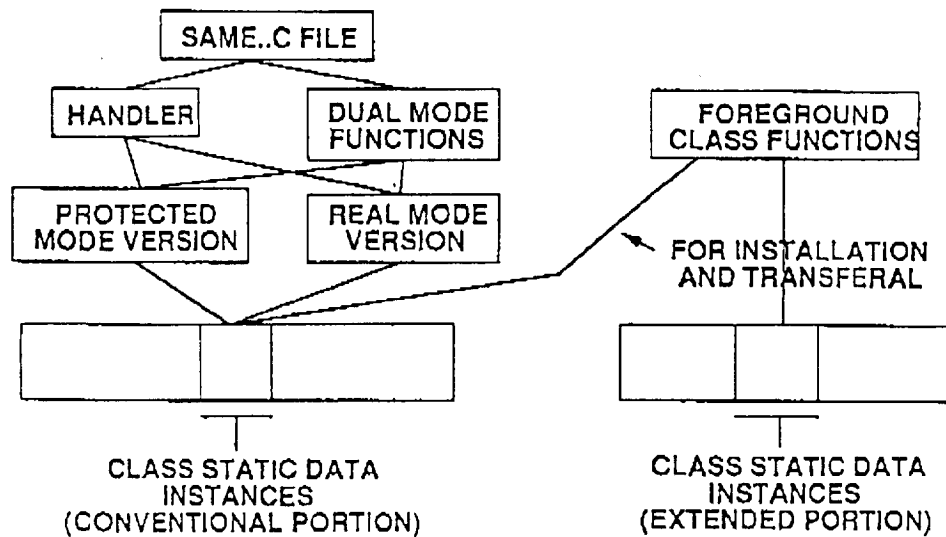 SAME..C FILE
HANDLER
DUAL MODE
FUNCTIONS
FOREGROUND
CLASS FUNCTIONS
PROTECTED
MODE VERSION
REAL MODE
VERSION
FOR INSTALLATION
AND TRANSFERAL
CLASS STATIC DATA
INSTANCES
(CONVENTIONAL PORTION)
CLASS STATIC DATA
INSTANCES
(EXTENDED PORTION)